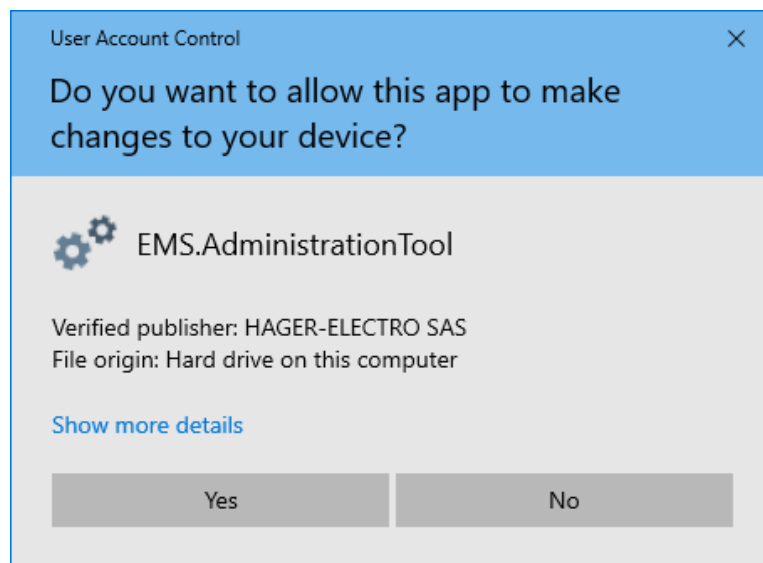 User Account Control
Do you want to allow this app to make
changes to your device?
EMS.AdministrationTool
Verified publisher: HAGER-ELECTRO SAS
File origin: Hard drive on this computer
Show more details
Yes
No